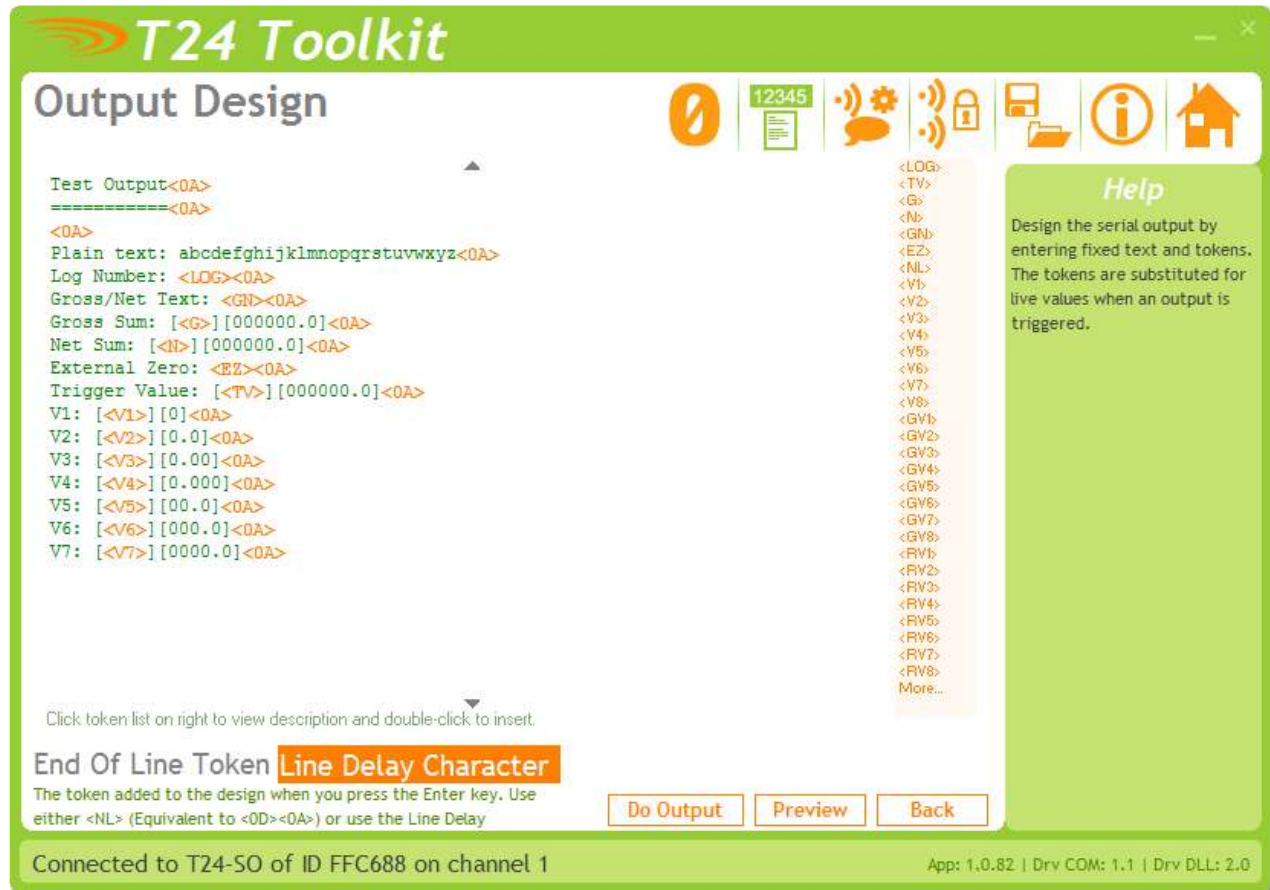 T24 Toolkit
Output Design
0
12345
Test Output<0A>
===========<0A>
<0A>
Plain text: abcdefghijklmnopqrstuvwxyz<0A>
Log Number: <LOG><0A>
Gross/Net Text: <GN><0A>
Gross Sum: [<G>][000000.0]<0A>
Net Sum: [<N>][000000.0]<0A>
External Zero: <EZ><0A>
Trigger Value: [<TV>][000000.0]<0A>
V1: [<V1>][0]<0A>
V2: [<V2>][0.0]<0A>
V3: [<V3>][0.00]<0A>
V4: [<V4>][0.000]<0A>
V5: [<V5>][00.0]<0A>
V6: [<V6>][000.0]<0A>
V7: [<V7>][0000.0]<0A>
<LOG>
<TV>
<G>
<N>
<GN>
<EZ>
<NL>
<V1>
<V2>
<V3>
<V4>
<V5>
<V6>
<V7>
<V8>
<GV1>
<GV2>
<GV3>
<GV4>
<GV5>
<GV6>
<GV7>
<GV8>
<RV1>
<RV2>
<RV3>
<RV4>
<RV5>
<RV6>
<RV7>
<RV8>
More...
Help
Design the serial output by
entering fixed text and tokens.
The tokens are substituted for
live values when an output is
triggered.
Click token list on right to view description and double-click to insert.
End Of Line Token Line Delay Character
The token added to the design when you press the Enter key. Use
either <NL> (Equivalent to <0D><0A>) or use the Line Delay
Do Output
Preview
Back
Connected to T24-SO of ID FFC688 on channel 1
App: 1.0.82 | Drv COM: 1.1 | Drv DLL: 2.0